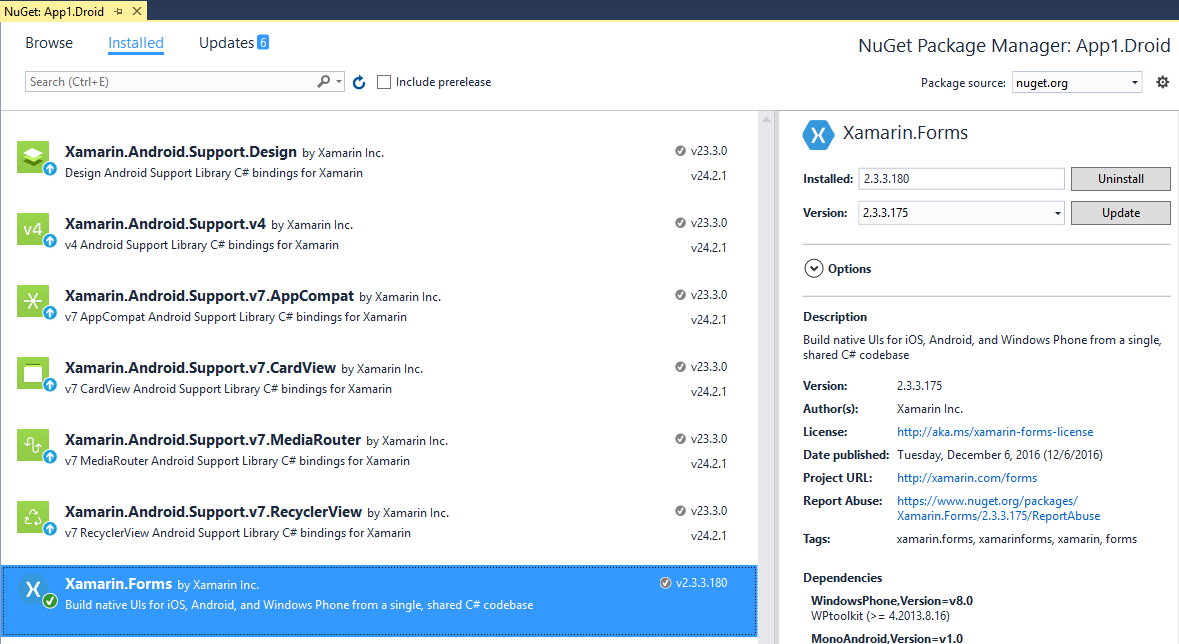 NuGet: App1.Droid
Browse Installed Updates 6
NuGet Package Manager: App1.Droid
Search (Ctrl+E)
Include prerelease
Package source: nuget.org
Xamarin.Android.Support.Design by Xamarin Inc. v23.3.0
Design Android Support Library C# bindings for Xamarin v24.2.1
v4
Xamarin.Android.Support.v4 by Xamarin Inc. v23.3.0
v4 Android Support Library C# bindings for Xamarin v24.2.1
Xamarin.Android.Support.v7.AppCompat by Xamarin Inc. v23.3.0
v7 AppCompat Android Support Library C# bindings for Xamarin v24.2.1
Xamarin.Android.Support.v7.CardView by Xamarin Inc. v23.3.0
v7 CardView Android Support Library C# bindings for Xamarin v24.2.1
Xamarin.Android.Support.v7.MediaRouter by Xamarin Inc. v23.3.0
v7 MediaRouter Android Support Library C# bindings for Xamarin v24.2.1
Xamarin.Android.Support.v7.RecyclerView by Xamarin Inc. v23.3.0
v7 RecyclerView Android Support Library C# bindings for Xamarin v24.2.1
Xamarin.Forms by Xamarin Inc. v2.3.3.180
Build native UIs for iOS, Android, and Windows Phone from a single, shared C# codebase
Xamarin.Forms
Installed: 2.3.3.180 Uninstall
Version: 2.3.3.175 Update
Options
Description
Build native UIs for iOS, Android, and Windows Phone from a single,
shared C# codebase
Version: 2.3.3.175
Author(s): Xamarin Inc.
License: http://aka.ms/xamarin-forms-license
Date published: Tuesday, December 6, 2016 (12/6/2016)
Project URL: http://xamarin.com/forms
Report Abuse: https://www.nuget.org/packages/
Xamarin.Forms/2.3.3.175/ReportAbuse
Tags: xamarin.forms, xamarinforms, xamarin, forms
Dependencies
WindowsPhone,Version=v8.0
WPtoolkit (>= 4.2013.8.16)
MonoAndroid,Version=v1.0